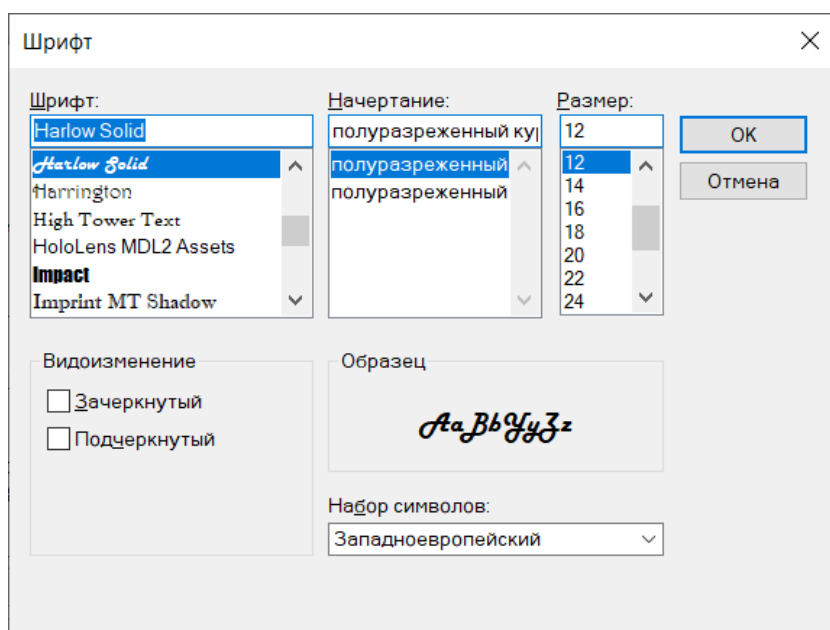 Шрифт
Шрифт:
Harlow Solid
Harlow Solid
Harrington
High Tower Text
HoloLens MDL2 Assets
Impact
Imprint MT Shadow
Начертание:
полуразреженный кур
полуразреженный
полуразреженный
Размер:
12
12
14
16
18
20
22
24
OK
Отмена
Видоизменение
Зачеркнутый
Подчеркнутый
Образец
AaBbYyZz
Набор символов:
Западноевропейский